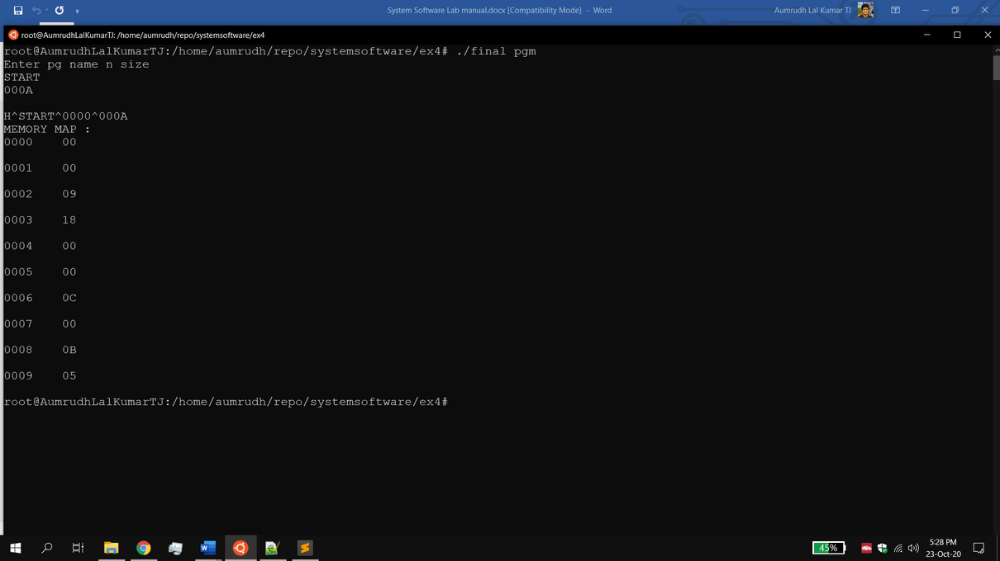 System Software Lab manual.docx [Compatibility Mode] - Word
Aumrudh Lal Kumar TJ
root@AumrudhLalKumarTJ: /home/aumrudh/repo/systemsoftware/ex4
root@AumrudhLalKumarTJ:/home/aumrudh/repo/systemsoftware/ex4# ./final pgm
Enter pg name n size
START
000A
H^START^0000^000A
MEMORY MAP :
0000 00
0001 00
0002 09
0003 18
0004 00
0005 00
0006 0C
0007 00
0008 0B
0009 05
root@AumrudhLalKumarTJ:/home/aumrudh/repo/systemsoftware/ex4#
45%
5:28 PM
23-Oct-20